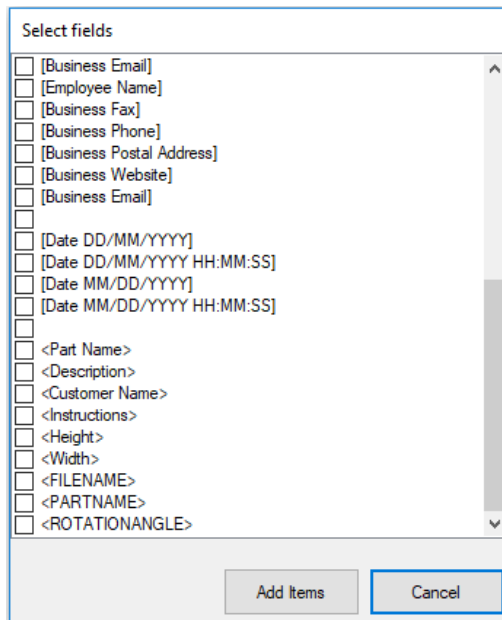 Select fields
[Business Email]
[Employee Name]
[Business Fax]
[Business Phone]
[Business Postal Address]
[Business Website]
[Business Email]
[Date DD/MM/YYYY]
[Date DD/MM/YYYY HH:MM:SS]
[Date MM/DD/YYYY]
[Date MM/DD/YYYY HH:MM:SS]
<Part Name>
<Description>
<Customer Name>
<Instructions>
<Height>
<Width>
<FILENAME>
<PARTNAME>
<ROTATIONANGLE>
Add Items
Cancel